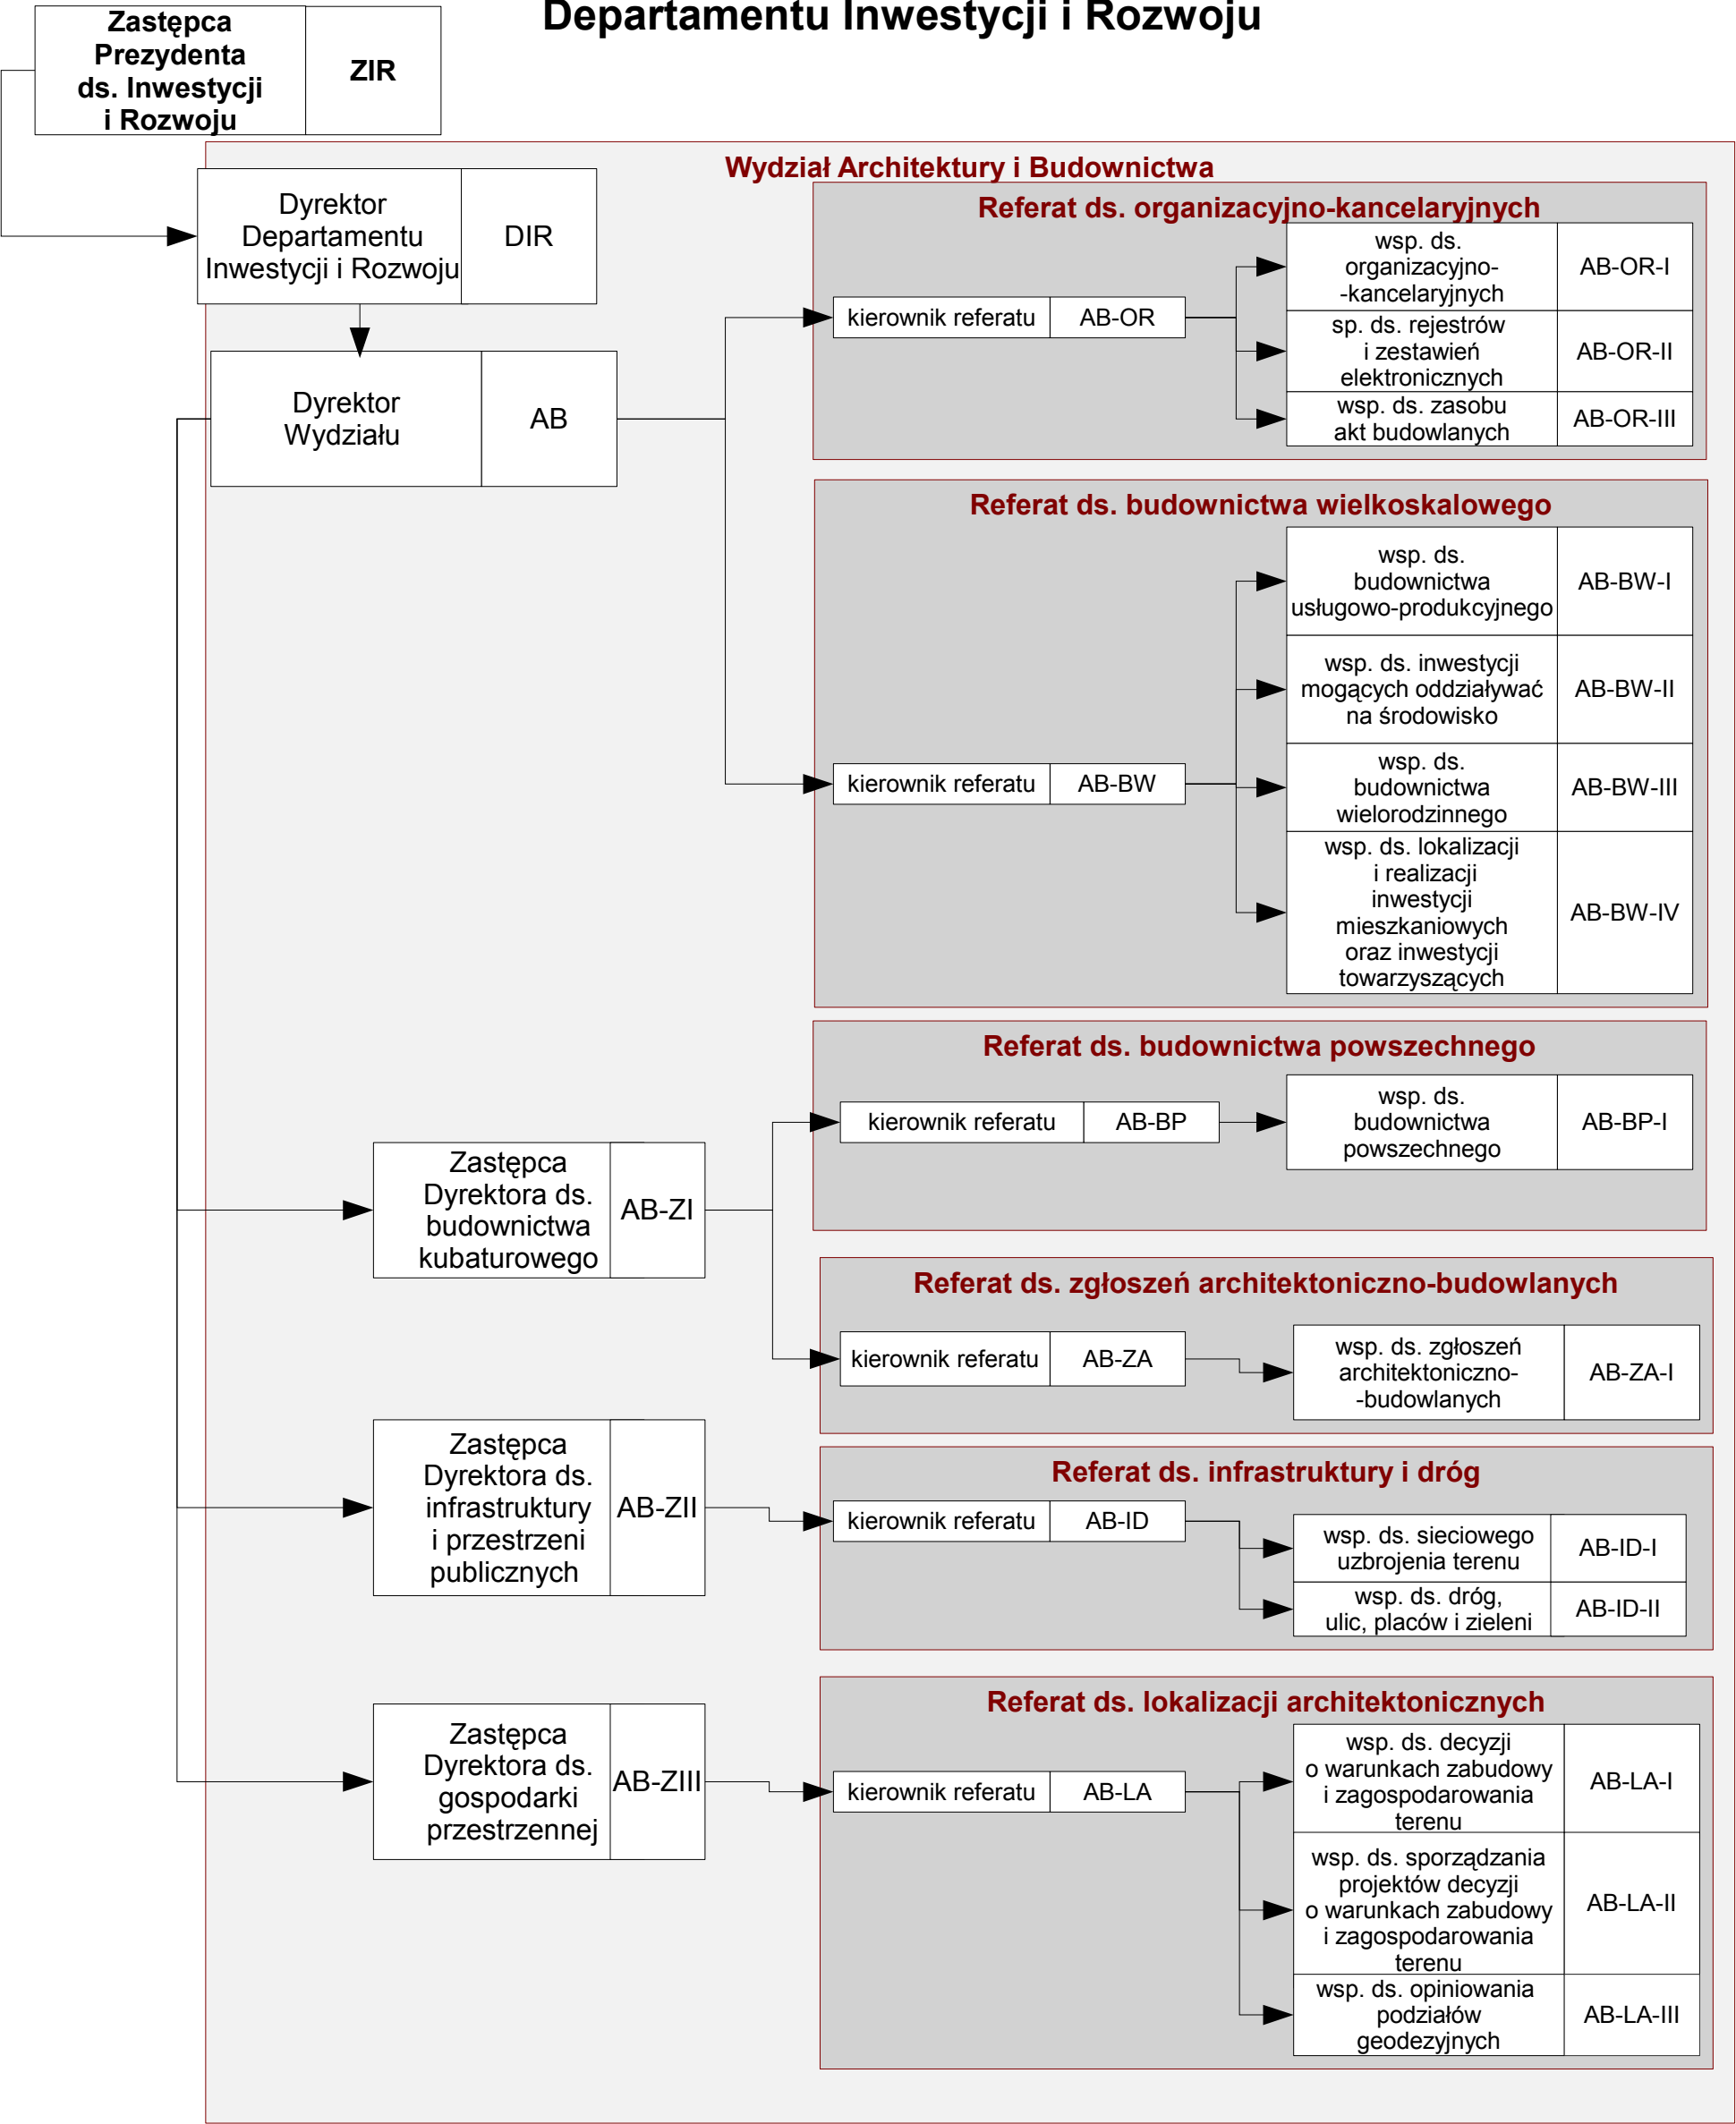 Departamentu Inwestycji i Rozwoju
Zastępca
Prezydenta
ds. Inwestycji
i Rozwoju
ZIR
Wydział Architektury i Budownictwa
Dyrektor
Departamentu
Inwestycji i Rozwoju
DIR
Dyrektor
Wydziału
AB
Referat ds. organizacyjno-kancelaryjnych
kierownik referatu
AB-OR
wsp. ds.
organizacyjno-
-kancelaryjnych
AB-OR-I
sp. ds. rejestrów
i zestawień
elektronicznych
AB-OR-II
wsp. ds. zasobu
akt budowlanych
AB-OR-III
Referat ds. budownictwa wielkoskalowego
kierownik referatu
AB-BW
wsp. ds.
budownictwa
usługowo-produkcyjnego
AB-BW-I
wsp. ds. inwestycji
mogących oddziaływać
na środowisko
AB-BW-II
wsp. ds.
budownictwa
wielorodzinnego
AB-BW-III
wsp. ds. lokalizacji
i realizacji
inwestycji
mieszkaniowych
oraz inwestycji
towarzyszących
AB-BW-IV
Zastępca
Dyrektora ds.
budownictwa
kubaturowego
AB-ZI
Referat ds. budownictwa powszechnego
kierownik referatu
AB-BP
wsp. ds.
budownictwa
powszechnego
AB-BP-I
Referat ds. zgłoszeń architektoniczno-budowlanych
kierownik referatu
AB-ZA
wsp. ds. zgłoszeń
architektoniczno-
-budowlanych
AB-ZA-I
Zastępca
Dyrektora ds.
infrastruktury
i przestrzeni
publicznych
AB-ZII
Referat ds. infrastruktury i dróg
kierownik referatu
AB-ID
wsp. ds. sieciowego
uzbrojenia terenu
AB-ID-I
wsp. ds. dróg,
ulic, placów i zieleni
AB-ID-II
Zastępca
Dyrektora ds.
gospodarki
przestrzennej
AB-ZIII
Referat ds. lokalizacji architektonicznych
kierownik referatu
AB-LA
wsp. ds. decyzji
o warunkach zabudowy
i zagospodarowania
terenu
AB-LA-I
wsp. ds. sporządzania
projektów decyzji
o warunkach zabudowy
i zagospodarowania
terenu
AB-LA-II
wsp. ds. opiniowania
podziałów
geodezyjnych
AB-LA-III